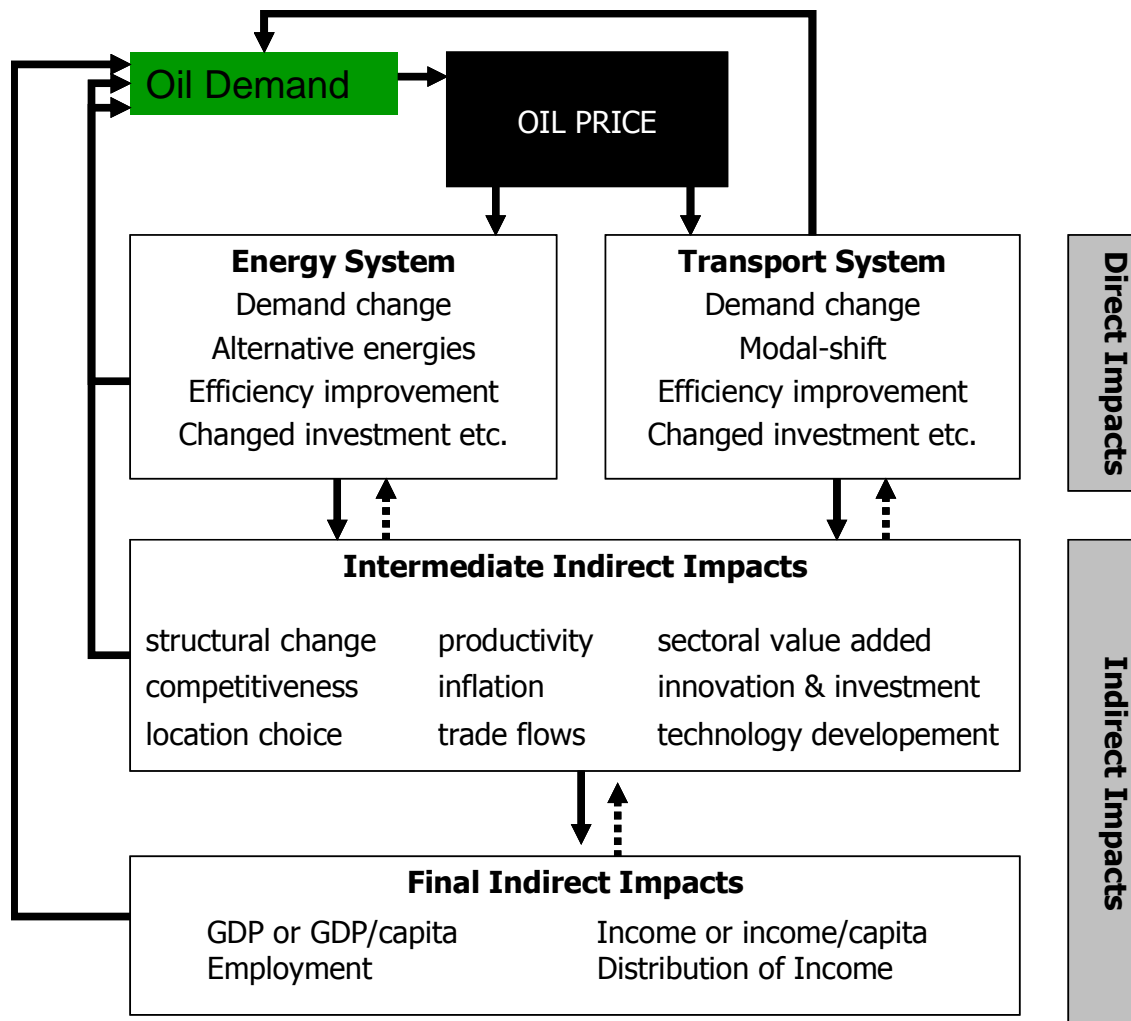 Oil Demand
OIL PRICE
Energy System
Demand change
Alternative energies
Efficiency improvement
Changed investment etc.
Transport System
Demand change
Modal-shift
Efficiency improvement
Changed investment etc.
Direct Impacts
Intermediate Indirect Impacts
structural change productivity sectoral value added
competitiveness inflation innovation & investment
location choice trade flows technology developement
Indirect Impacts
Final Indirect Impacts
GDP or GDP/capita Income or income/capita
Employment Distribution of Income